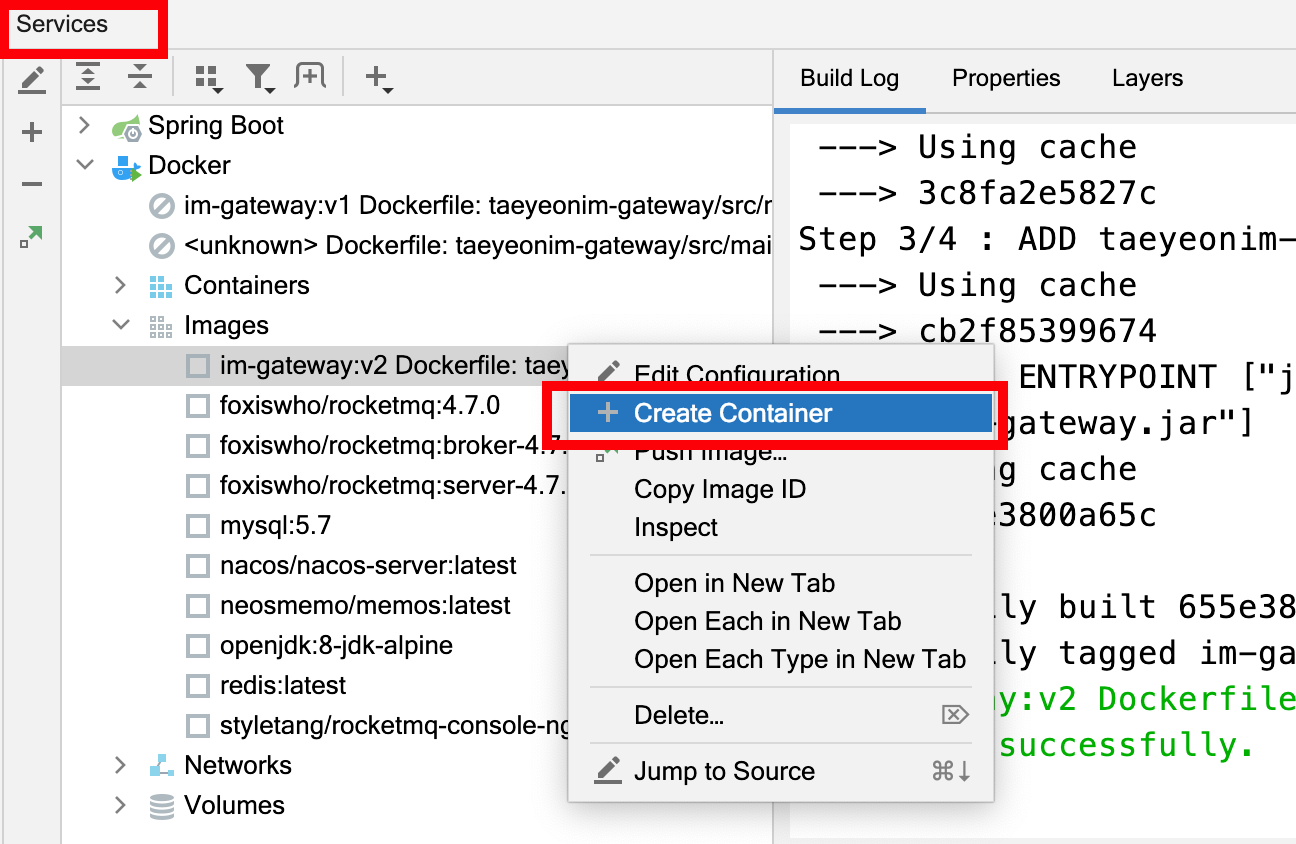 Services
Spring Boot
Docker
im-gateway:v1 Dockerfile: taeyeonim-gateway/src/r
<unknown> Dockerfile: taeyeonim-gateway/src/mai
Containers
Images
im-gateway:v2 Dockerfile: taey
foxiswho/rocketmq:4.7.0
foxiswho/rocketmq:broker-4.7.
foxiswho/rocketmq:server-4.7.
mysql:5.7
nacos/nacos-server:latest
neosmemo/memos:latest
openjdk:8-jdk-alpine
redis:latest
styletang/rocketmq-console-ng
Networks
Volumes
Edit Configuration
Create Container
Push Image...
Copy Image ID
Inspect
Open in New Tab
Open Each in New Tab
Open Each Type in New Tab
Delete...
Jump to Source ⌘↓
Build Log Properties Layers
---> Using cache
---> 3c8fa2e5827c
Step 3/4 : ADD taeyeonim-
---> Using cache
---> cb2f85399674
ENTRYPOINT ["j
gateway.jar"]
g cache
3800a65c
ly built 655e38
ly tagged im-ga
y:v2 Dockerfile
successfully.